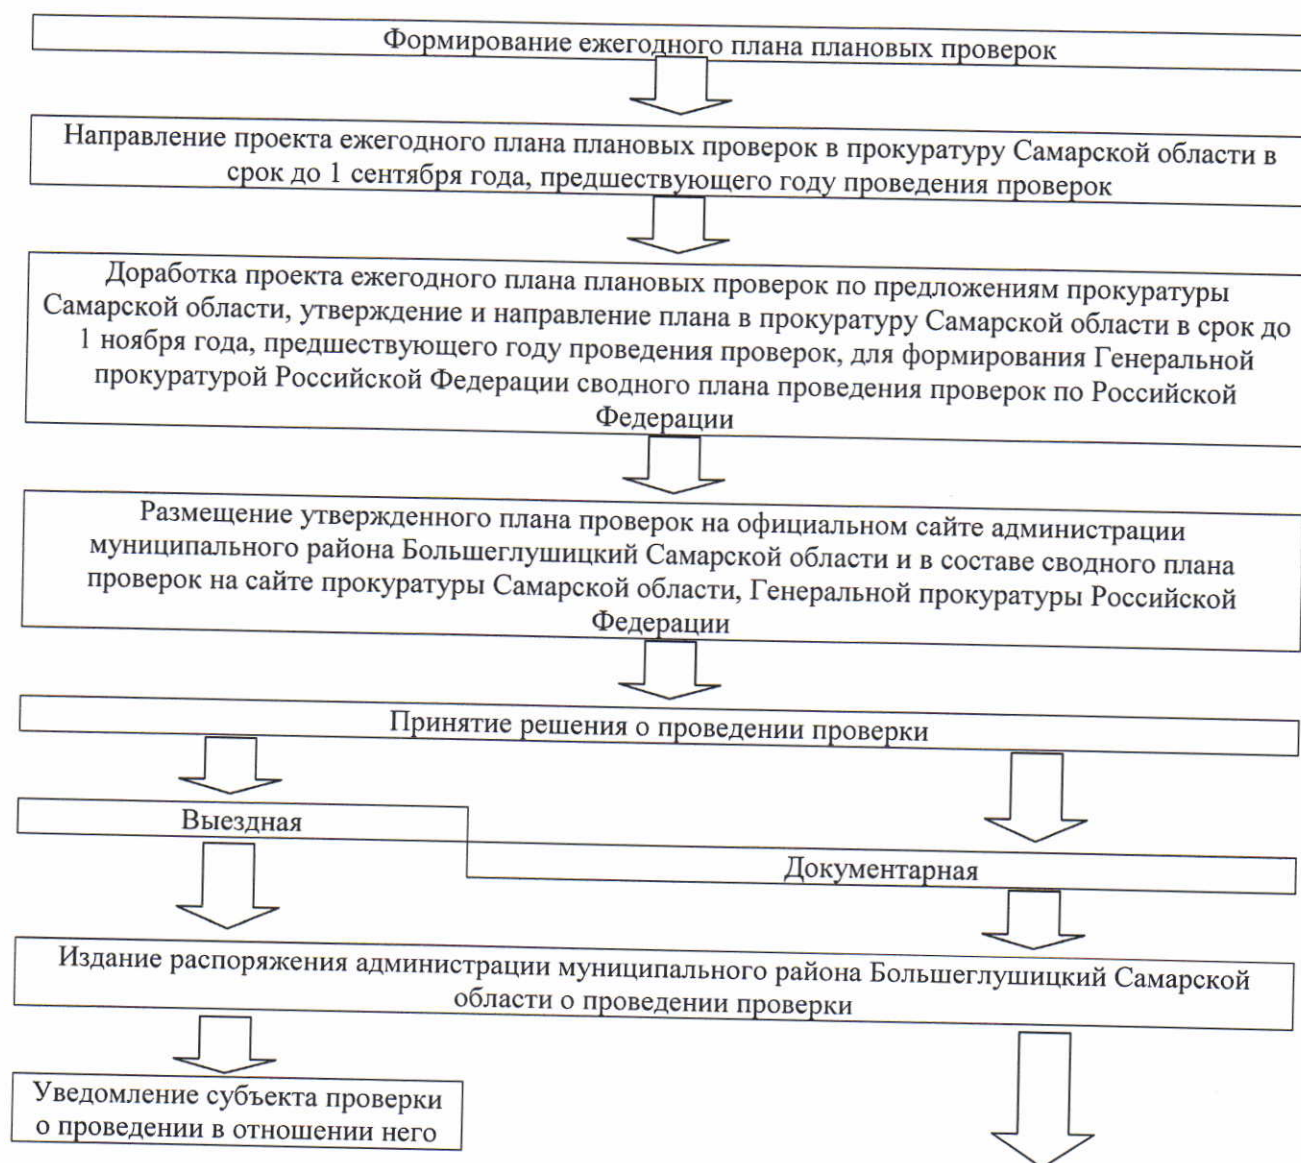 Формирование ежегодного плана плановых проверок
Направление проекта ежегодного плана плановых проверок в прокуратуру Самарской области в
срок до 1 сентября года, предшествующего году проведения проверок
Доработка проекта ежегодного плана плановых проверок по предложениям прокуратуры
Самарской области, утверждение и направление плана в прокуратуру Самарской области в срок до
1 ноября года, предшествующего году проведения проверок, для формирования Генеральной
прокуратурой Российской Федерации сводного плана проведения проверок по Российской
Федерации
Размещение утвержденного плана проверок на официальном сайте администрации
муниципального района Большеглушицкий Самарской области и в составе сводного плана
проверок на сайте прокуратуры Самарской области, Генеральной прокуратуры Российской
Федерации
Принятие решения о проведении проверки
Выездная
Документарная
Издание распоряжения администрации муниципального района Большеглушицкий Самарской
области о проведении проверки
Уведомление субъекта проверки
о проведении в отношении него